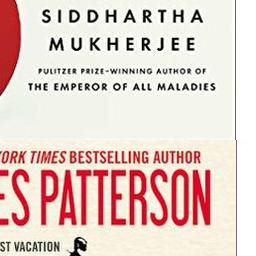 SIDDHARTHA
MUKHERJEE
PULITZER PRIZE–WINNING AUTHOR OF
THE EMPEROR OF ALL MALADIES
ORK TIMES BESTSELLING AUTHOR
ES PATTERSON
ST VACATION